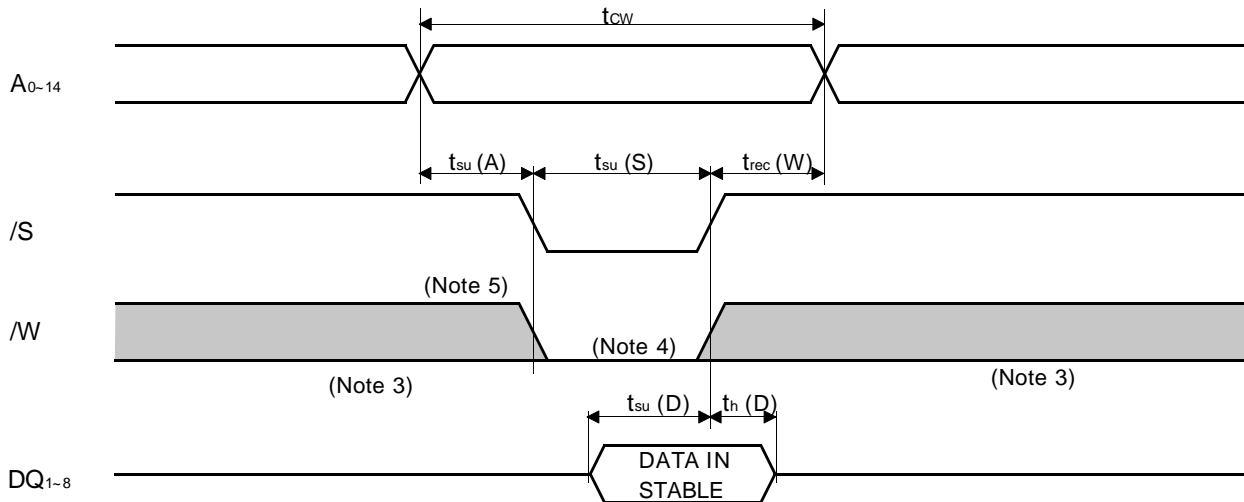 tCW
A0~14
tsu (A) tsu (S) trec (W)
/S
(Note 5)
/W
(Note 4)
(Note 3) (Note 3)
tsu (D) th (D)
DQ1~8
DATA IN
STABLE